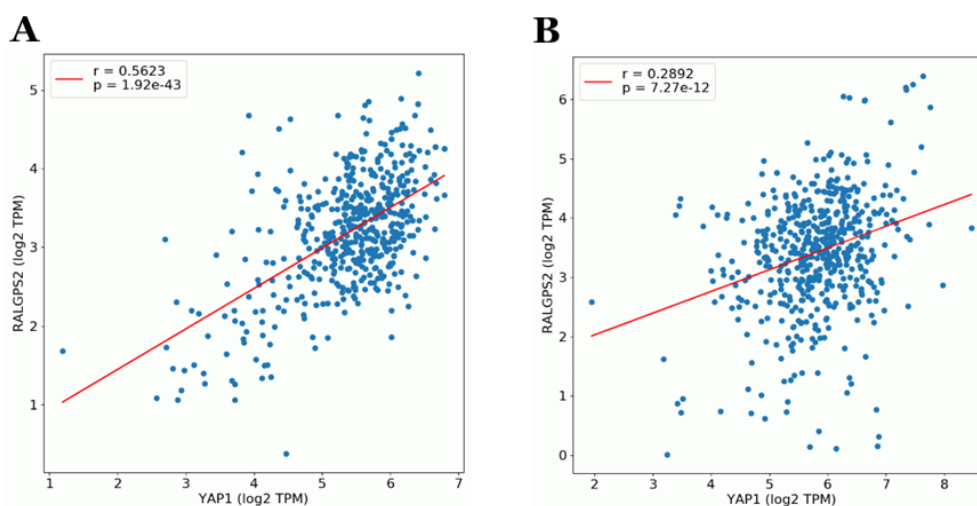 A
B
r = 0.5623
p = 1.92e-43
r = 0.2892
p = 7.27e-12
RALGPS2 (log2 TPM)
5
4
3
2
1
1 2 3 4 5 6 7
YAP1 (log2 TPM)
RALGPS2 (log2 TPM)
6
5
4
3
2
1
0
2 3 4 5 6 7 8
YAP1 (log2 TPM)